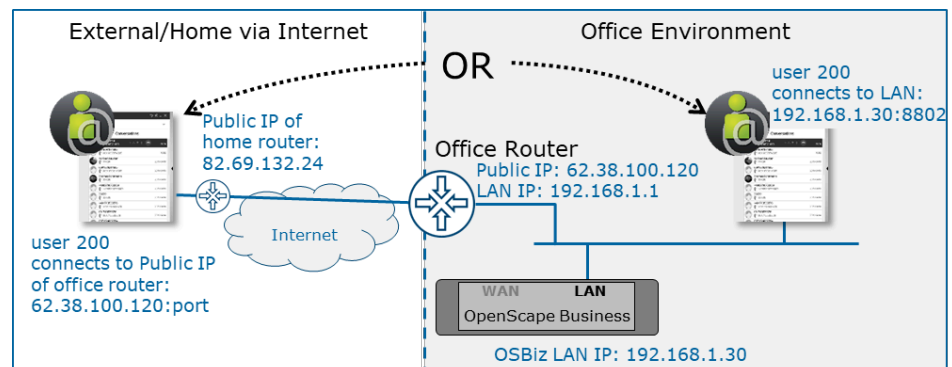 External/Home via Internet
Office Environment
OR
user 200
connects to LAN:
192.168.1.30:8802
@
@
Public IP of
home router:
82.69.132.24
Office Router
Public IP: 62.38.100.120
LAN IP: 192.168.1.1
Internet
user 200
connects to Public IP
of office router:
62.38.100.120:port
WAN LAN
OpenScape Business
OSBiz LAN IP: 192.168.1.30